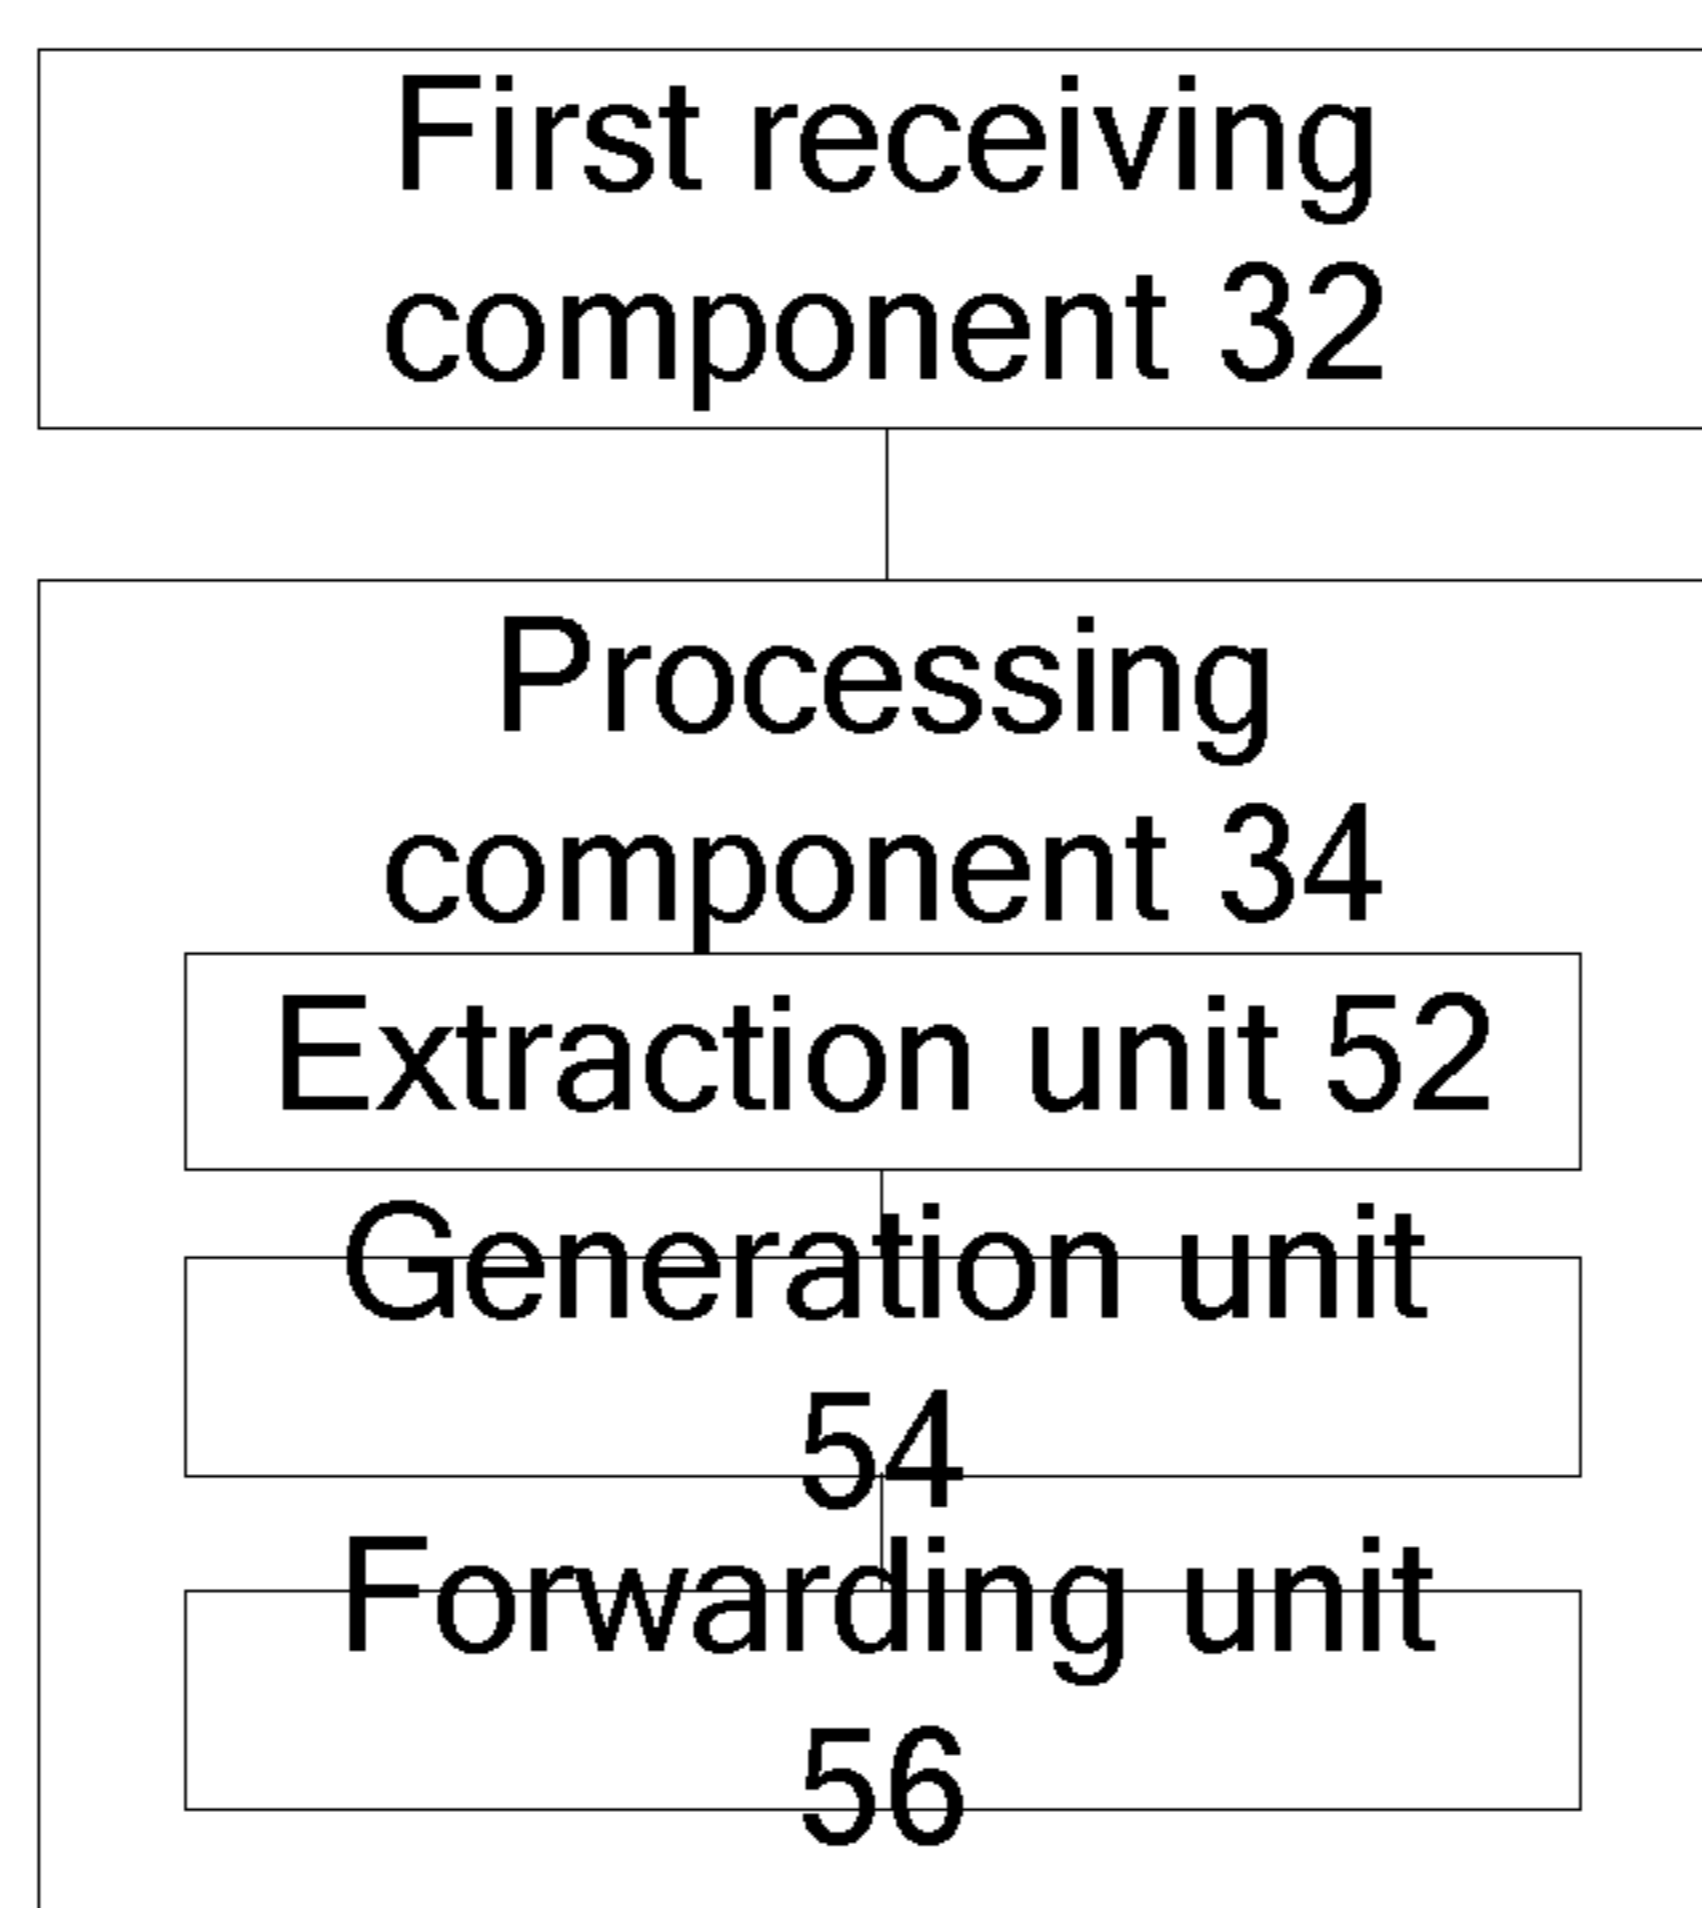 First receiving
component 32
Processing
component 34
Extraction unit 52
Generation unit
54
Forwarding unit
56